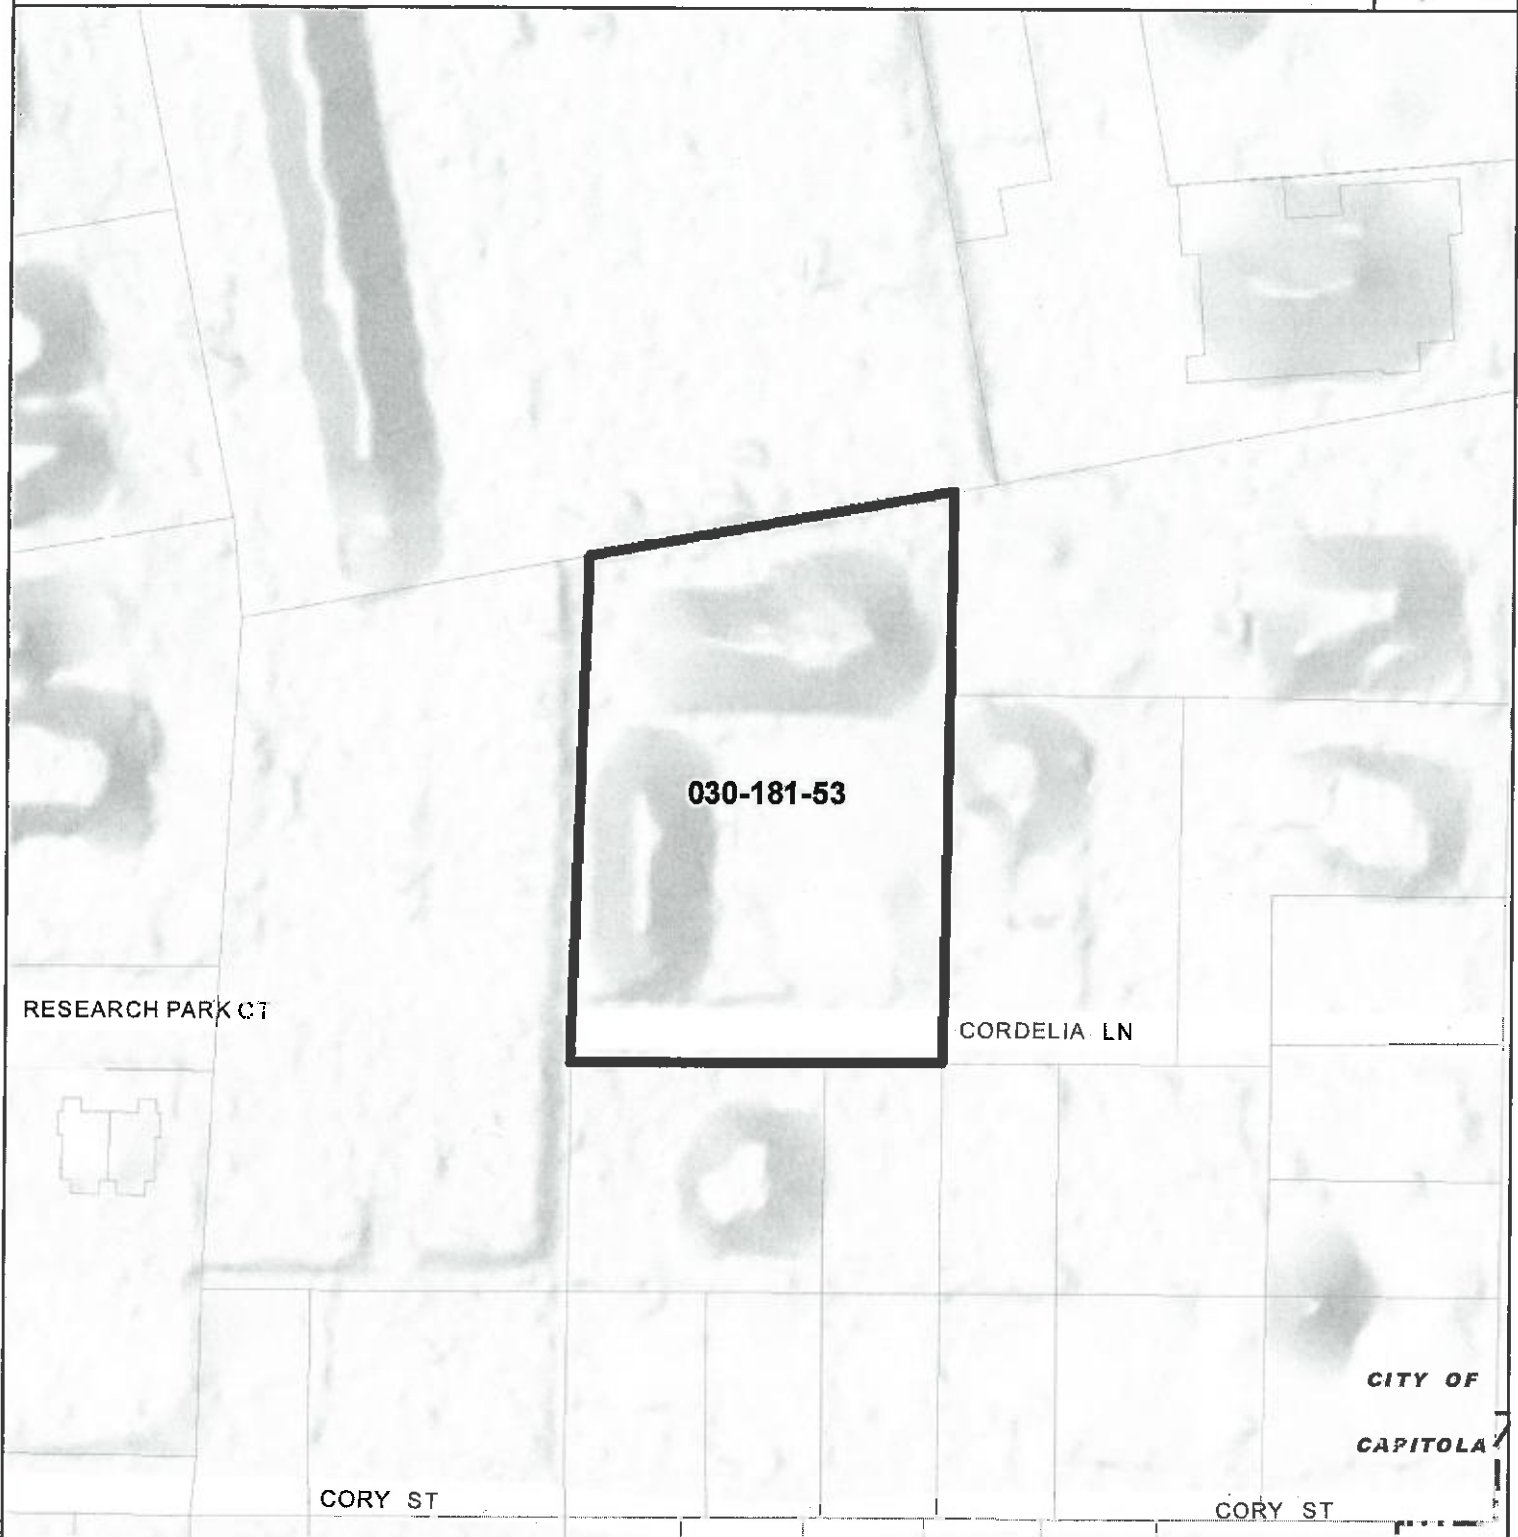 030-181-53
RESEARCH PARK CT
CORDELIA LN
CITY OF
CAPITOLA
CORY ST
CORY ST